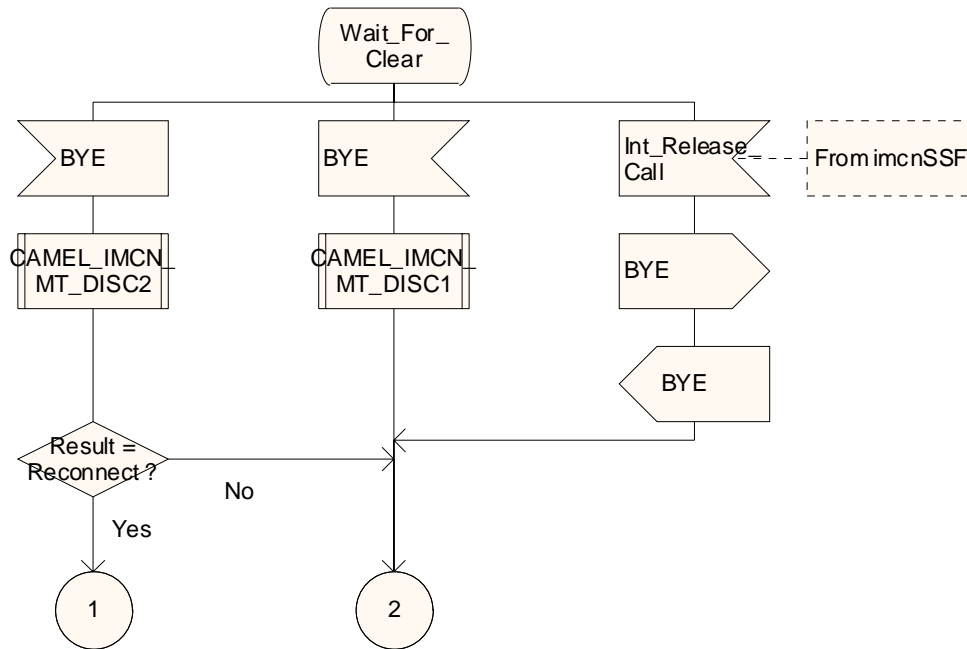 Wait_For_
Clear
BYE
BYE
Int_Release_
Call
From imcnSSF
CAMEL_IMCN_
MT_DISC2
CAMEL_IMCN_
MT_DISC1
BYE
BYE
Result =
Reconnect ?
No
Yes
1
2